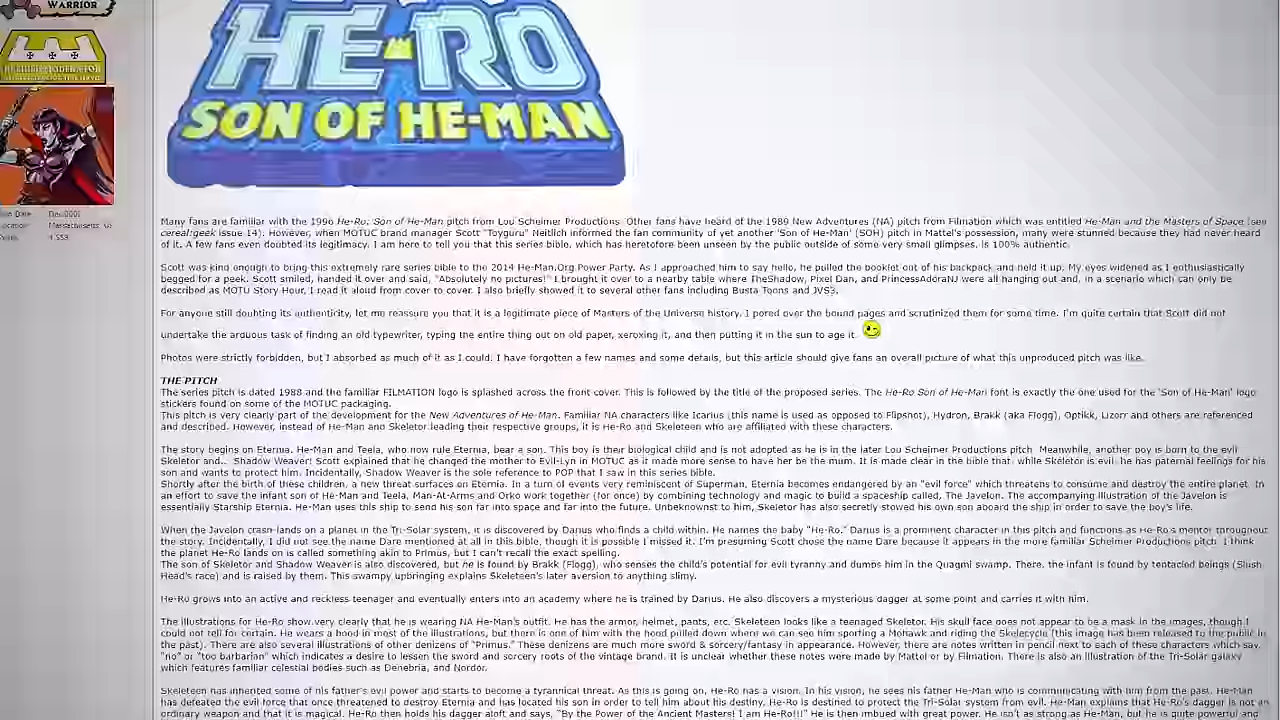 WARRIOR
HE-RO
SON OF HE-MAN
Massachusetts, US
4,559
Many fans are familiar with the 1996 He-Ro: Son of He-Man pitch from Lou Scheimer Productions. Other fans have heard of the 1989 New Adventures (NA) pitch from Filmation which was entitled He-Man and the Masters of Space (see
cereal:geek issue 14). However, when MOTUC brand manager Scott "Toyguru" Neitlich informed the fan community of yet another 'Son of He-Man' (SOH) pitch in Mattel's possession, many were stunned because they had never heard
of it. A few fans even doubted its legitimacy. I am here to tell you that this series bible, which has heretofore been unseen by the public outside of some very small glimpses, is 100% authentic.
Scott was kind enough to bring this extremely rare series bible to the 2014 He-Man.Org Power Party. As I approached him to say hello, he pulled the booklet out of his backpack and held it up. My eyes widened as I enthusiastically
begged for a peek. Scott smiled, handed it over and said, "Absolutely no pictures!" I brought it over to a nearby table where TheShadow, Pixel Dan, and PrincessAdoraNJ were all hanging out and, in a scenario which can only be
described as MOTU Story Hour, I read it aloud from cover to cover. I also briefly showed it to several other fans including Busta Toons and JVS3.
For anyone still doubting its authenticity, let me reassure you that it is a legitimate piece of Masters of the Universe history. I pored over the bound pages and scrutinized them for some time. I'm quite certain that Scott did not
undertake the arduous task of finding an old typewriter, typing the entire thing out on old paper, xeroxing it, and then putting it in the sun to age it.
Photos were strictly forbidden, but I absorbed as much of it as I could. I have forgotten a few names and some details, but this article should give fans an overall picture of what this unproduced pitch was like.
THE PITCH
The series pitch is dated 1988 and the familiar FILMATION logo is splashed across the front cover. This is followed by the title of the proposed series. The He-Ro Son of He-Man font is exactly the one used for the 'Son of He-Man' logo
stickers found on some of the MOTUC packaging.
This pitch is very clearly part of the development for the New Adventures of He-Man. Familiar NA characters like Icarius (this name is used as opposed to Flipshot), Hydron, Brakk (aka Flogg), Optikk, Lizorr and others are referenced
and described. However, instead of He-Man and Skeletor leading their respective groups, it is He-Ro and Skeleteen who are affiliated with these characters.
The story begins on Eternia. He-Man and Teela, who now rule Eternia, bear a son. This boy is their biological child and is not adopted as he is in the later Lou Scheimer Productions pitch. Meanwhile, another boy is born to the evil
Skeletor and... Shadow Weaver! Scott explained that he changed the mother to Evil-Lyn in MOTUC as it made more sense to have her be the mum. It is made clear in the bible that, while Skeletor is evil, he has paternal feelings for his
son and wants to protect him. Incidentally, Shadow Weaver is the sole reference to POP that I saw in this series bible.
Shortly after the birth of these children, a new threat surfaces on Eternia. In a turn of events very reminiscent of Superman, Eternia becomes endangered by an "evil force" which threatens to consume and destroy the entire planet. In
an effort to save the infant son of He-Man and Teela, Man-At-Arms and Orko work together (for once) by combining technology and magic to build a spaceship called, The Javelon. The accompanying illustration of the Javelon is
essentially Starship Eternia. He-Man uses this ship to send his son far into space and far into the future. Unbeknownst to him, Skeletor has also secretly stowed his own son aboard the ship in order to save the boy's life.
When the Javelon crash-lands on a planet in the Tri-Solar system, it is discovered by Darius who finds a child within. He names the baby "He-Ro." Darius is a prominent character in this pitch and functions as He-Ro's mentor throughout
the story. Incidentally, I did not see the name Dare mentioned at all in this bible, though it is possible I missed it. I'm presuming Scott chose the name Dare because it appears in the more familiar Scheimer Productions pitch. I think
the planet He-Ro lands on is called something akin to Primus, but I can't recall the exact spelling.
The son of Skeletor and Shadow Weaver is also discovered, but he is found by Brakk (Flogg), who senses the child's potential for evil tyranny and dumps him in the Quagmi swamp. There, the infant is found by tentacled beings (Slush
Head's race) and is raised by them. This swampy upbringing explains Skeleteen's later aversion to anything slimy.
He-Ro grows into an active and reckless teenager and eventually enters into an academy where he is trained by Darius. He also discovers a mysterious dagger at some point and carries it with him.
The illustrations for He-Ro show very clearly that he is wearing NA He-Man's outfit. He has the armor, helmet, pants, etc. Skeleteen looks like a teenaged Skeletor. His skull face does not appear to be a mask in the images, though I
could not tell for certain. He wears a hood in most of the illustrations, but there is one of him with the hood pulled down where we can see him sporting a Mohawk and riding the Skelecycle (this image has been released to the public in
the past). There are also several illustrations of other denizens of "Primus." These denizens are much more sword & sorcery/fantasy in appearance. However, there are notes written in pencil next to each of these characters which say,
"no" or "too barbarian" which indicates a desire to lessen the sword and sorcery roots of the vintage brand. It is unclear whether these notes were made by Mattel or by Filmation. There is also an illustration of the Tri-Solar galaxy
which features familiar celestial bodies such as Denebria, and Nordor.
Skeleteen has inherited some of his father's evil power and starts to become a tyrannical threat. As this is going on, He-Ro has a vision. In his vision, he sees his father He-Man who is communicating with him from the past. He-Man
has defeated the evil force that once threatened to destroy Eternia and has located his son in order to tell him about his destiny. He-Ro is destined to protect the Tri-Solar system from evil. He-Man explains that He-Ro's dagger is not an
ordinary weapon and that it is magical. He-Ro then holds his dagger aloft and says, "By the Power of the Ancient Masters! I am He-Ro!!!" He is then imbued with great power. He isn't as strong as He-Man, but he is quite powerful and